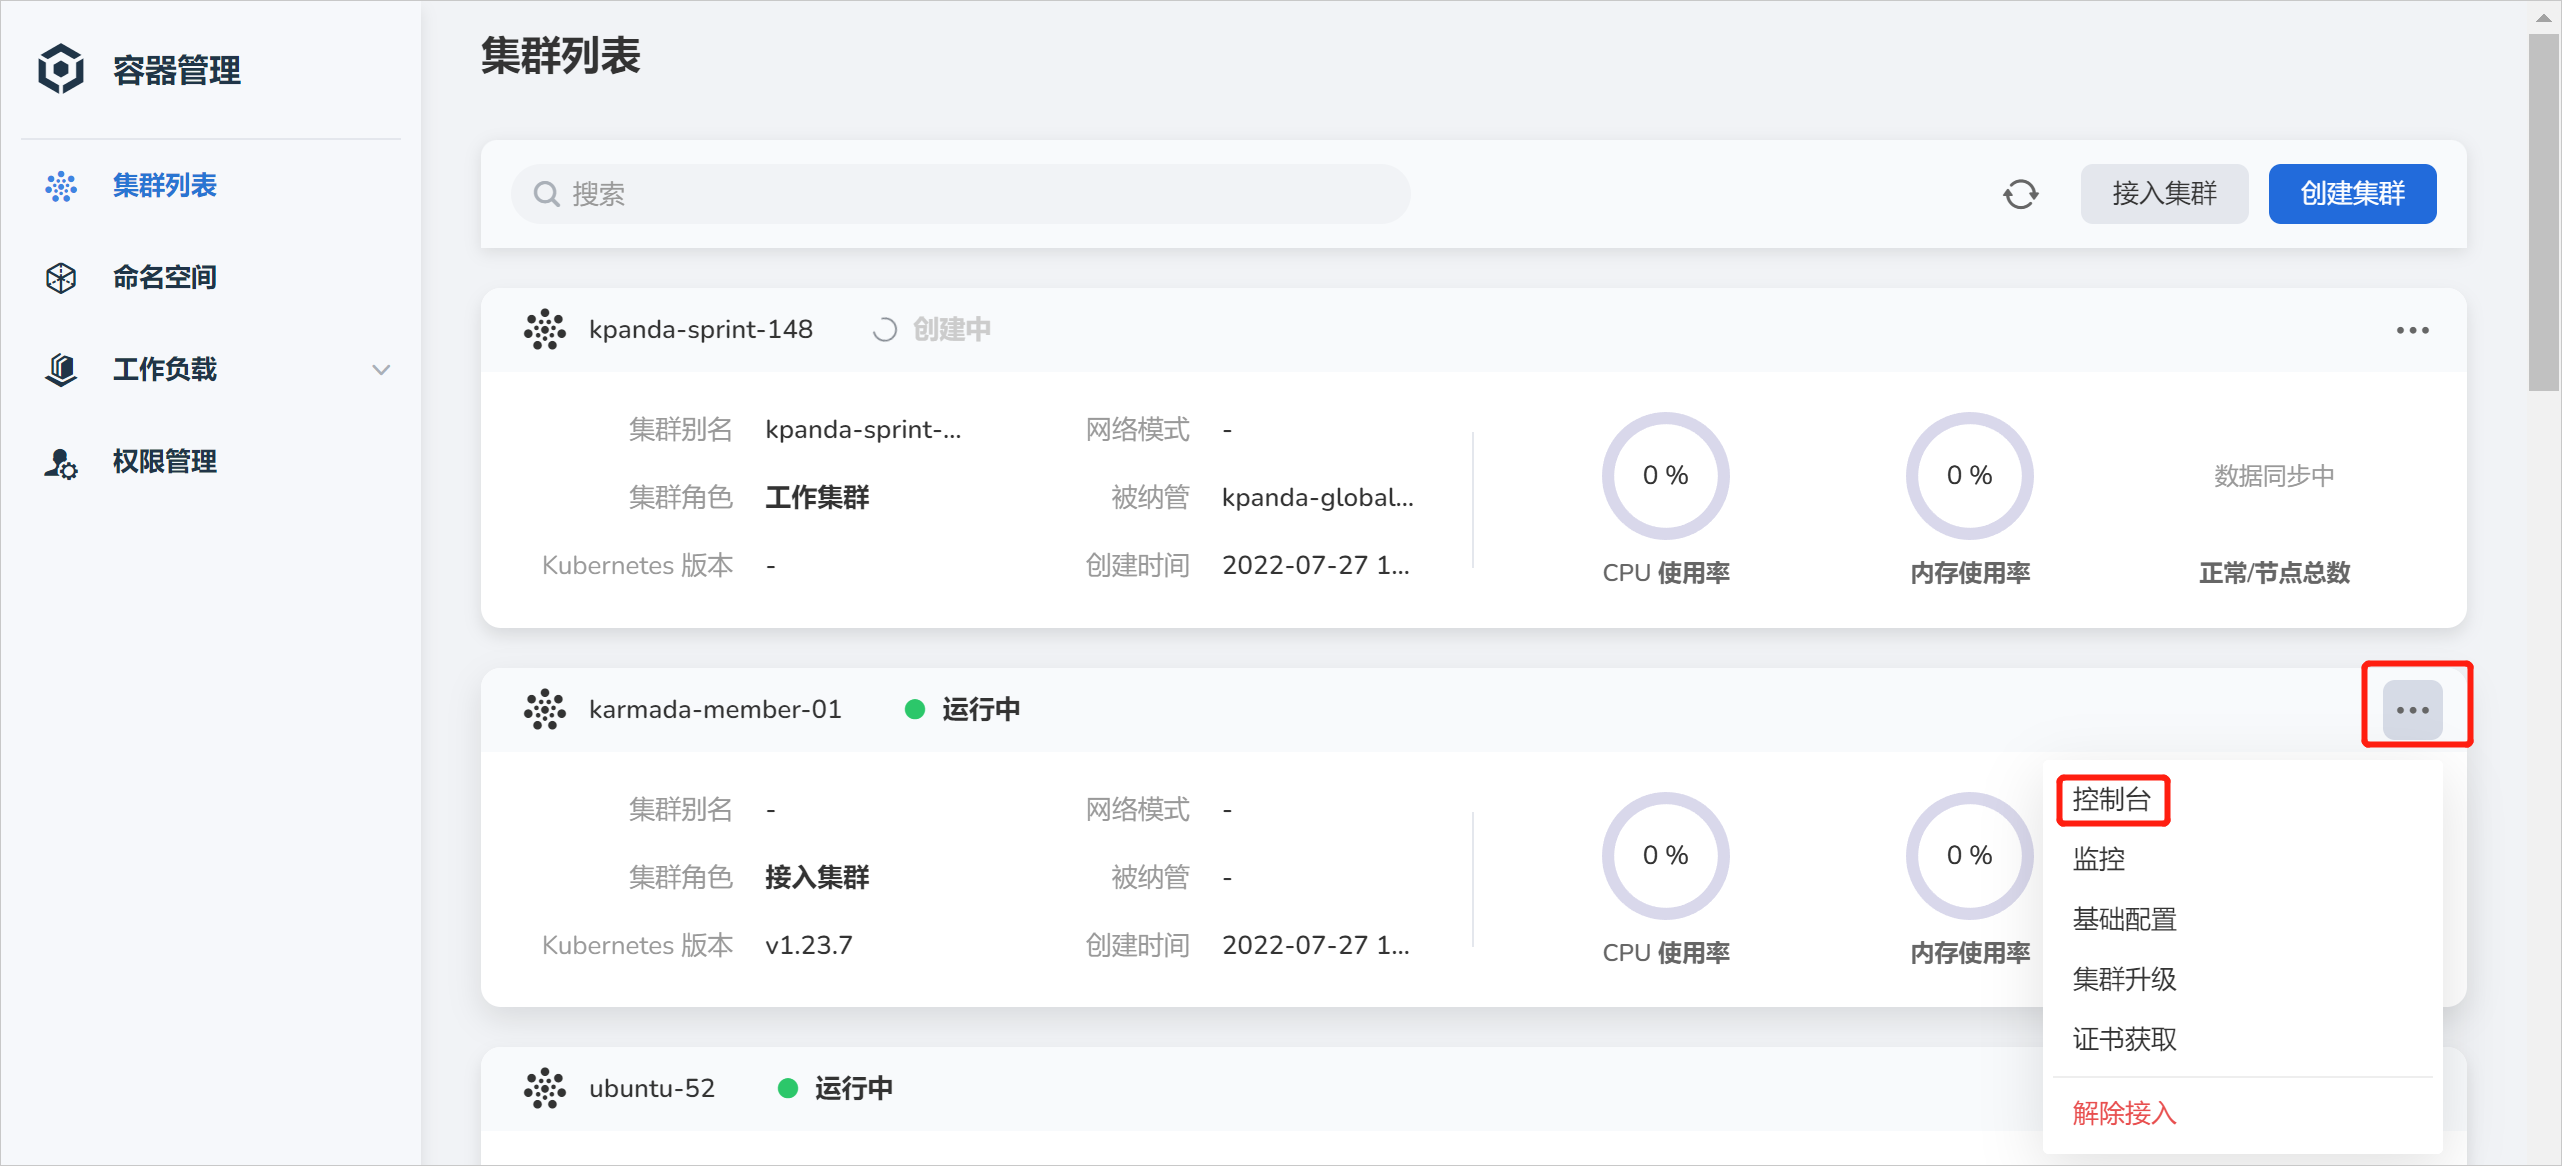 容器管理
集群列表
命名空间
工作负载
权限管理
集群列表
搜索
接入集群
创建集群
kpanda-sprint-148
创建中
集群别名 kpanda-sprint-...
网络模式 -
集群角色 工作集群
被纳管 kpanda-global...
Kubernetes 版本 -
创建时间 2022-07-27 1...
0 %
CPU 使用率
0 %
内存使用率
数据同步中
正常/节点总数
karmada-member-01
运行中
集群别名 -
网络模式 -
集群角色 接入集群
被纳管 -
Kubernetes 版本 v1.23.7
创建时间 2022-07-27 1...
0 %
CPU 使用率
0 %
内存使用率
控制台
监控
基础配置
集群升级
证书获取
解除接入
ubuntu-52
运行中